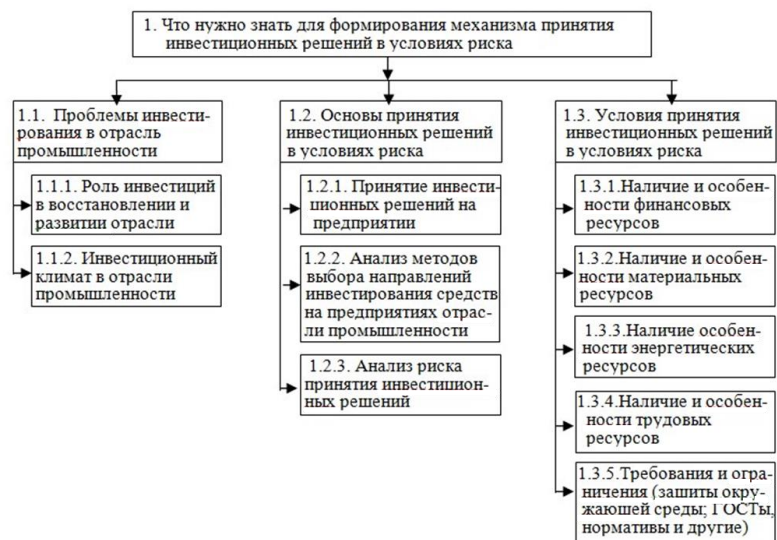 1. Что нужно знать для формирования механизма принятия
инвестиционных решений в условиях риска
1.1. Проблемы инвести-
рования в отрасль
промышленности
1.1.1. Роль инвестиций
в восстановлении и
развитии отрасли
1.1.2. Инвестиционный
климат в отрасли
промышленности
1.2. Основы принятия
инвестиционных решений
в условиях риска
1.2.1. Принятие инвести-
ционных решений на
предприятии
1.2.2. Анализ методов
выбора направлений
инвестирования средств
на предприятиях отрас-
ли промышленности
1.2.3. Анализ риска
принятия инвестицион-
ных решений
1.3. Условия принятия
инвестиционных решений
в условиях риска
1.3.1.Наличие и особен-
ности финансовых
ресурсов
1.3.2.Наличие и особен-
ности материальных
ресурсов
1.3.3.Наличие особен-
ности энергетических
ресурсов
1.3.4.Наличие и особен-
ности трудовых
ресурсов
1.3.5.Требования и огра-
ничения (защиты окру-
жающей среды; ГОСТы,
нормативы и другие)